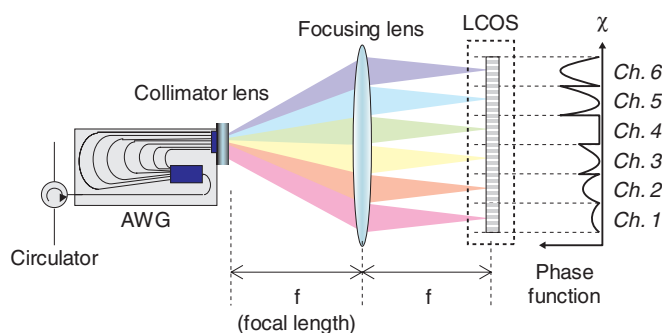 Focusing lens
LCOS
χ
Collimator lens
Ch. 6
Ch. 5
Ch. 4
Ch. 3
Ch. 2
Ch. 1
AWG
Circulator
f
(focal length)
f
Phase
function